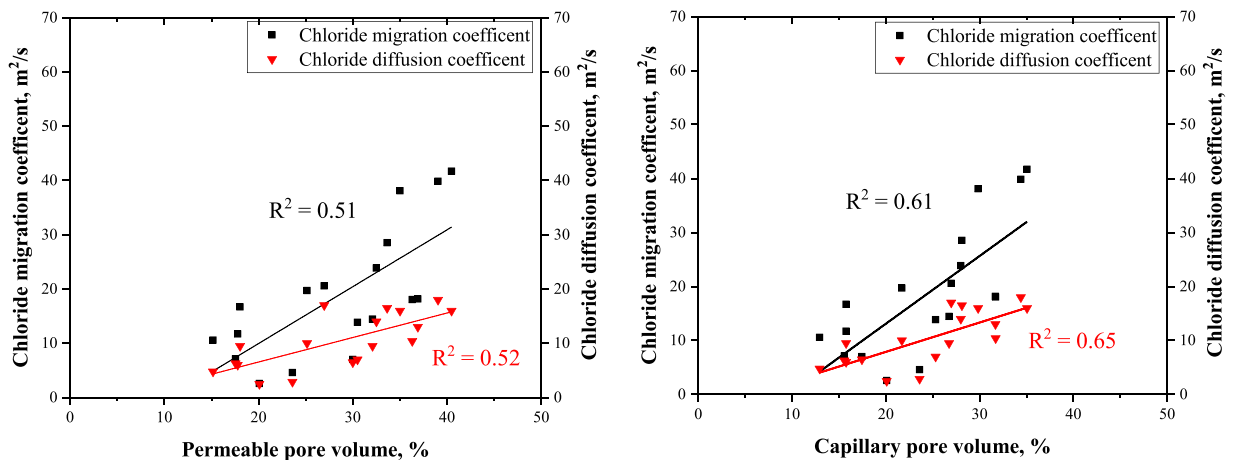 Chloride migration coefficent
Chloride diffusion coefficent
R² = 0.51
R² = 0.52
70
60
50
40
30
20
10
0
70
60
50
40
30
20
10
0
0 10 20 30 40 50
Chloride migration coefficent, m²/s
Chloride diffusion coefficent, m²/s
Permeable pore volume, %
Chloride migration coefficent
Chloride diffusion coefficent
R² = 0.61
R² = 0.65
70
60
50
40
30
20
10
0
70
60
50
40
30
20
10
0
0 10 20 30 40 50
Chloride migration coefficent, m²/s
Chloride diffusion coefficent, m²/s
Capillary pore volume, %